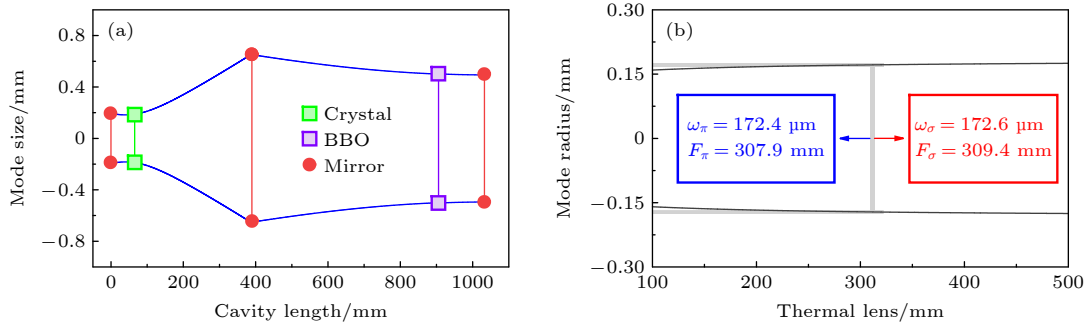 (a)
Mode size/mm
0.8
0.4
0
−0.4
−0.8
Crystal
BBO
Mirror
0
200
400
600
800
1000
Cavity length/mm
(b)
Mode radius/mm
0.30
0.15
0
−0.15
−0.30
ωπ = 172.4 µm
Fπ = 307.9 mm
ωσ = 172.6 µm
Fσ = 309.4 mm
100
200
300
400
500
Thermal lens/mm